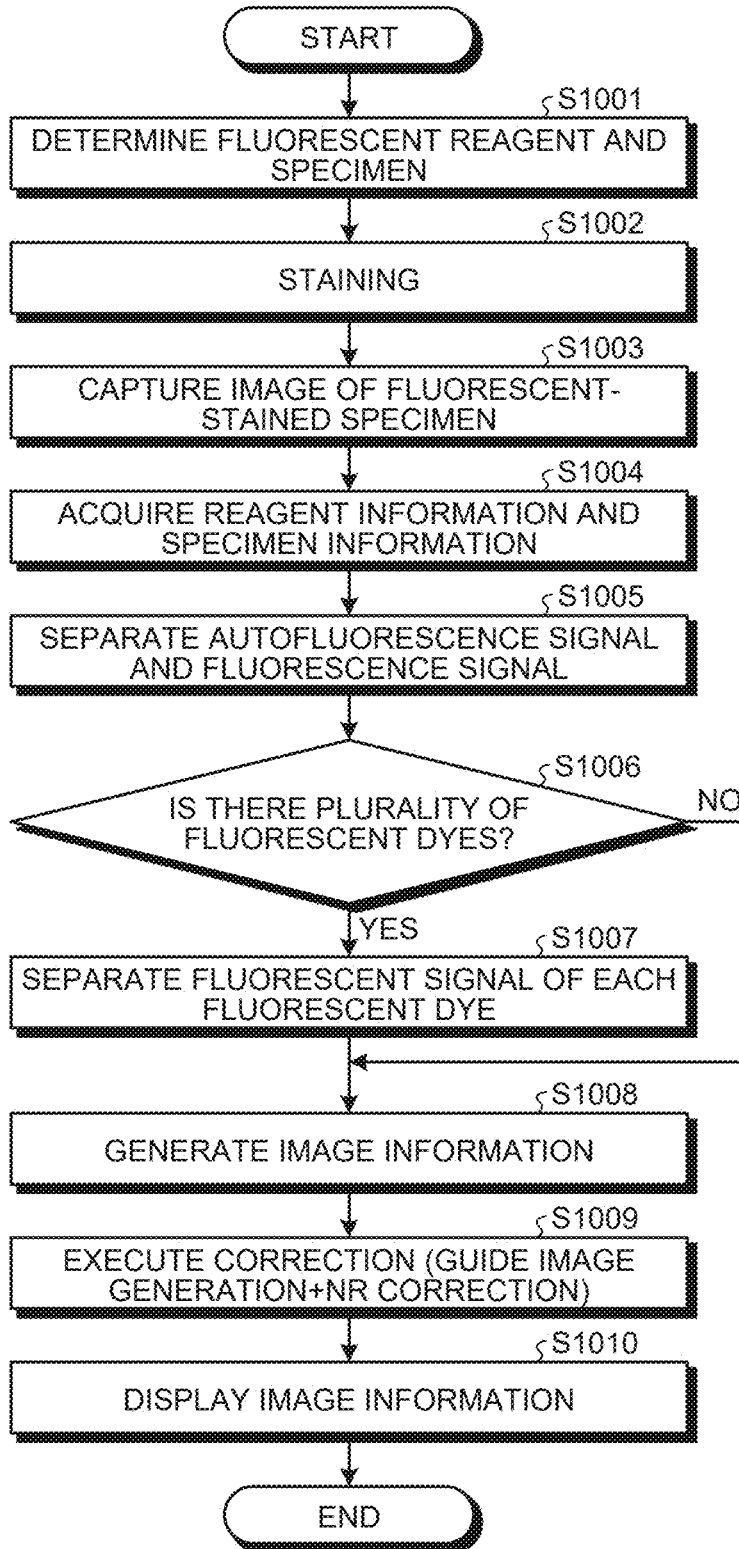 START
S1001
DETERMINE FLUORESCENT REAGENT AND
SPECIMEN
S1002
STAINING
S1003
CAPTURE IMAGE OF FLUORESCENT-
STAINED SPECIMEN
S1004
ACQUIRE REAGENT INFORMATION AND
SPECIMEN INFORMATION
S1005
SEPARATE AUTOFLUORESCENCE SIGNAL
AND FLUORESCENCE SIGNAL
S1006
IS THERE PLURALITY OF
FLUORESCENT DYES?
NO
YES
S1007
SEPARATE FLUORESCENT SIGNAL OF EACH
FLUORESCENT DYE
S1008
GENERATE IMAGE INFORMATION
S1009
EXECUTE CORRECTION (GUIDE IMAGE
GENERATION+NR CORRECTION)
S1010
DISPLAY IMAGE INFORMATION
END